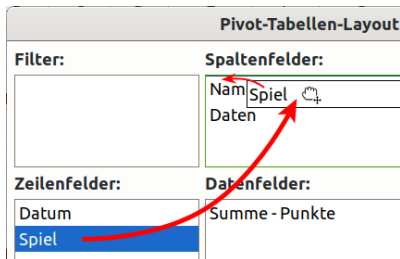 Pivot-Tabellen-Layout
Filter:
Spaltenfelder:
Nam
Spiel
Daten
Zeilenfelder:
Datenfelder:
Datum
Summe - Punkte
Spiel